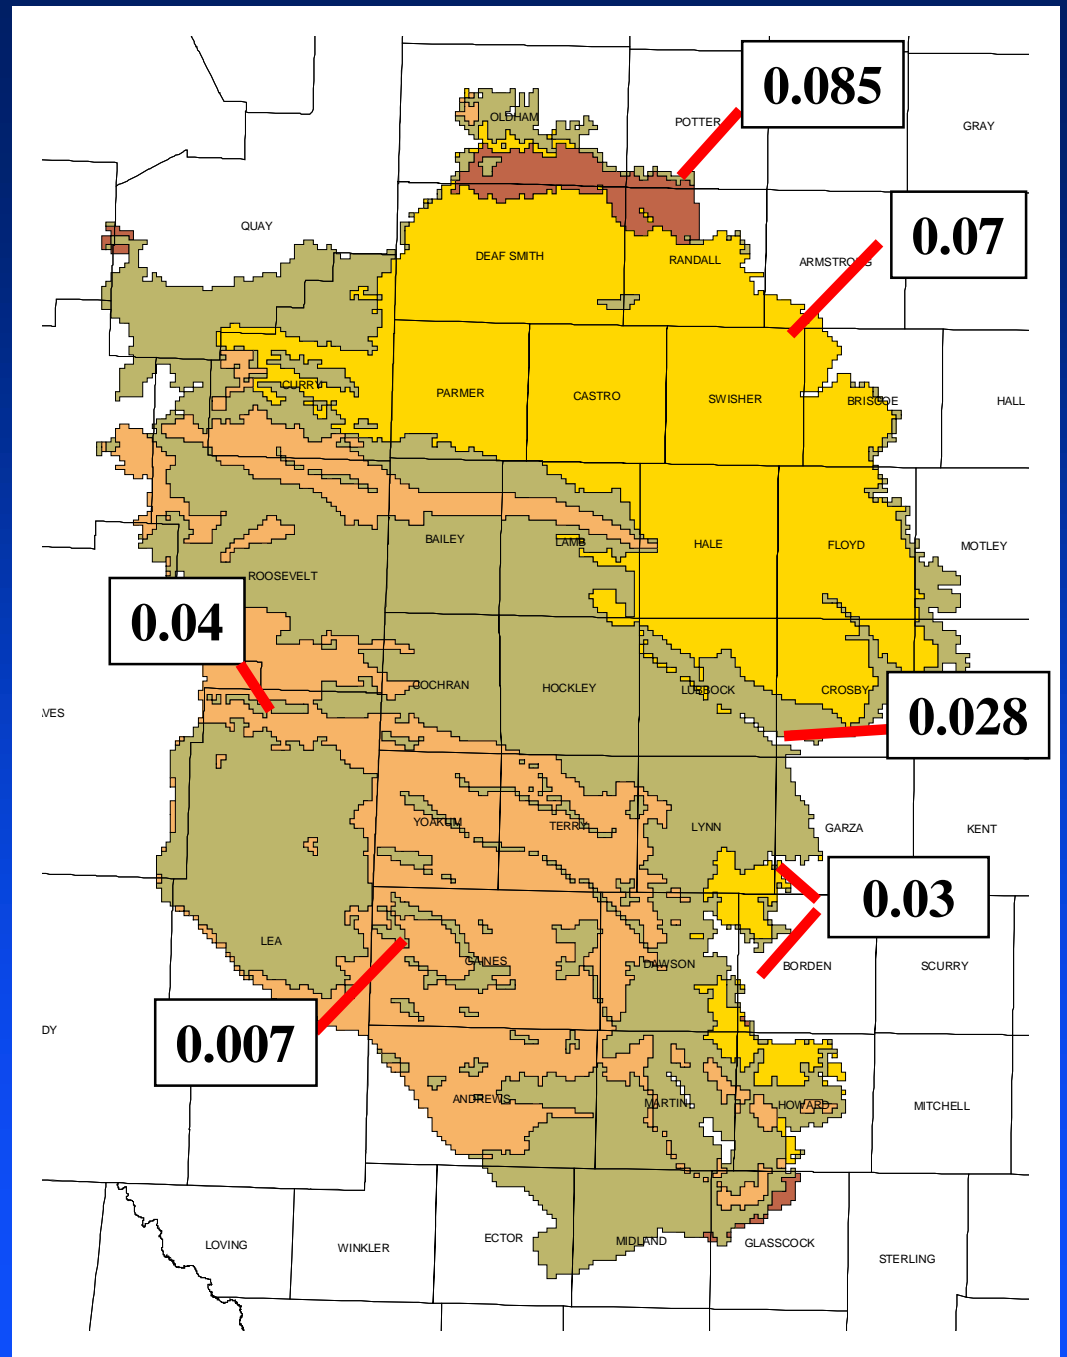 0.085
OLDHAM
POTTER
GRAY
QUAY
0.07
DEAF SMITH
RANDALL
ARMSTRONG
CURRY
PARMER
CASTRO
SWISHER
BRISCOE
HALL
BAILEY
LAMB
HALE
FLOYD
MOTLEY
ROOSEVELT
0.04
COCHRAN
HOCKLEY
LUBBOCK
CROSBY
VES
0.028
YOAKUM
TERRY
LYNN
GARZA
KENT
0.03
LEA
GAINES
DAWSON
BORDEN
SCURRY
DY
0.007
ANDREWS
MARTIN
HOWARD
MITCHELL
LOVING
WINKLER
ECTOR
MIDLAND
GLASSCOCK
STERLING